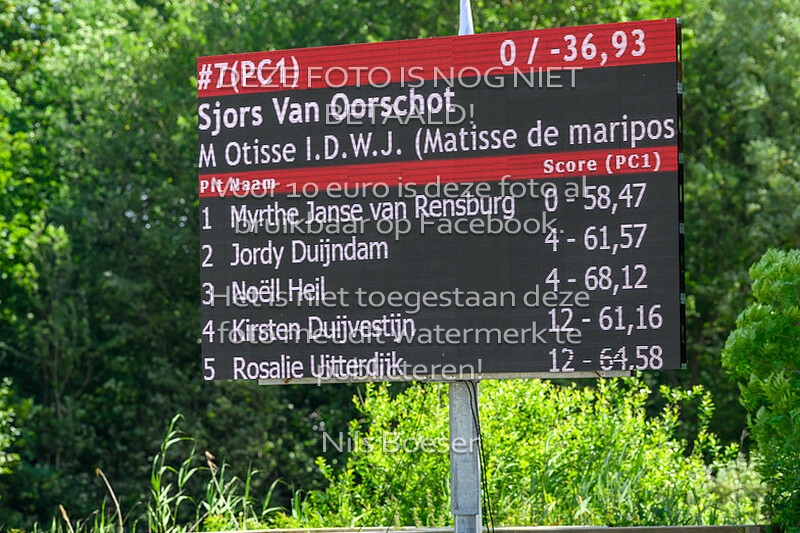 #7(PC1) 0 / -36,93
DEZE FOTO IS NOG NIET
BETAALD!
Sjors Van Oorschot
M Otisse I.D.W.J. (Matisse de maripos
Plt Naam Score (PC1)
Voor 10 euro is deze foto al
bruikbaar op Facebook.
1 Myrthe Janse van Rensburg 0 - 58,47
2 Jordy Duijndam 4 - 61,57
3 Noëll Heil 4 - 68,12
Het is niet toegestaan deze
foto met dit watermerk te
publiceren!
4 Kirsten Duijvestijn 12 - 61,16
5 Rosalie Uitterdijk 12 - 64,58
Nils Boeser